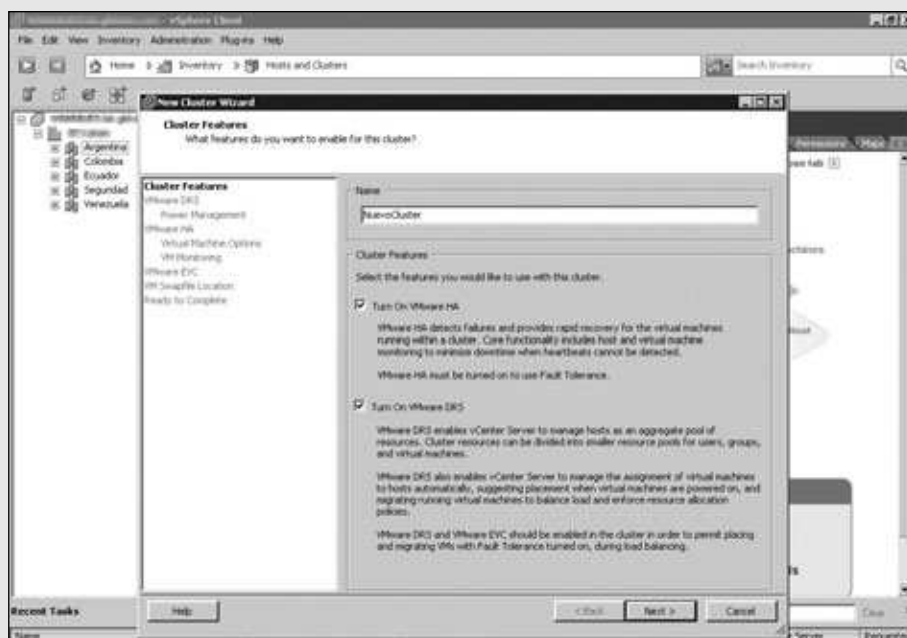 - vSphere Client
File Edit View Inventory Administration Plug-ins Help
Home Inventory Hosts and Clusters
Search Inventory
Argentina
Colombia
Ecuador
Seguridad
Venezuela
New Cluster Wizard
Cluster Features
What features do you want to enable for this cluster?
Cluster Features
VMware DRS
Power Management
VMware HA
Virtual Machine Options
VM Monitoring
VMware EVC
VM Swapfile Location
Ready to Complete
Name
NuevoCluster
Cluster Features
Select the features you would like to use with this cluster.
Turn On VMware HA
VMware HA detects failures and provides rapid recovery for the virtual machines
running within a cluster. Core functionality includes host and virtual machine
monitoring to minimize downtime when heartbeats cannot be detected.
VMware HA must be turned on to use Fault Tolerance.
Turn On VMware DRS
VMware DRS enables vCenter Server to manage hosts as an aggregate pool of
resources. Cluster resources can be divided into smaller resource pools for users, groups,
and virtual machines.
VMware DRS also enables vCenter Server to manage the assignment of virtual machines
to hosts automatically, suggesting placement when virtual machines are powered on, and
migrating running virtual machines to balance load and enforce resource allocation
policies.
VMware DRS and VMware EVC should be enabled in the cluster in order to permit placing
and migrating VMs with Fault Tolerance turned on, during load balancing.
Permissions Maps
Help < Back Next > Cancel
Recent Tasks
Clear
Name
Server